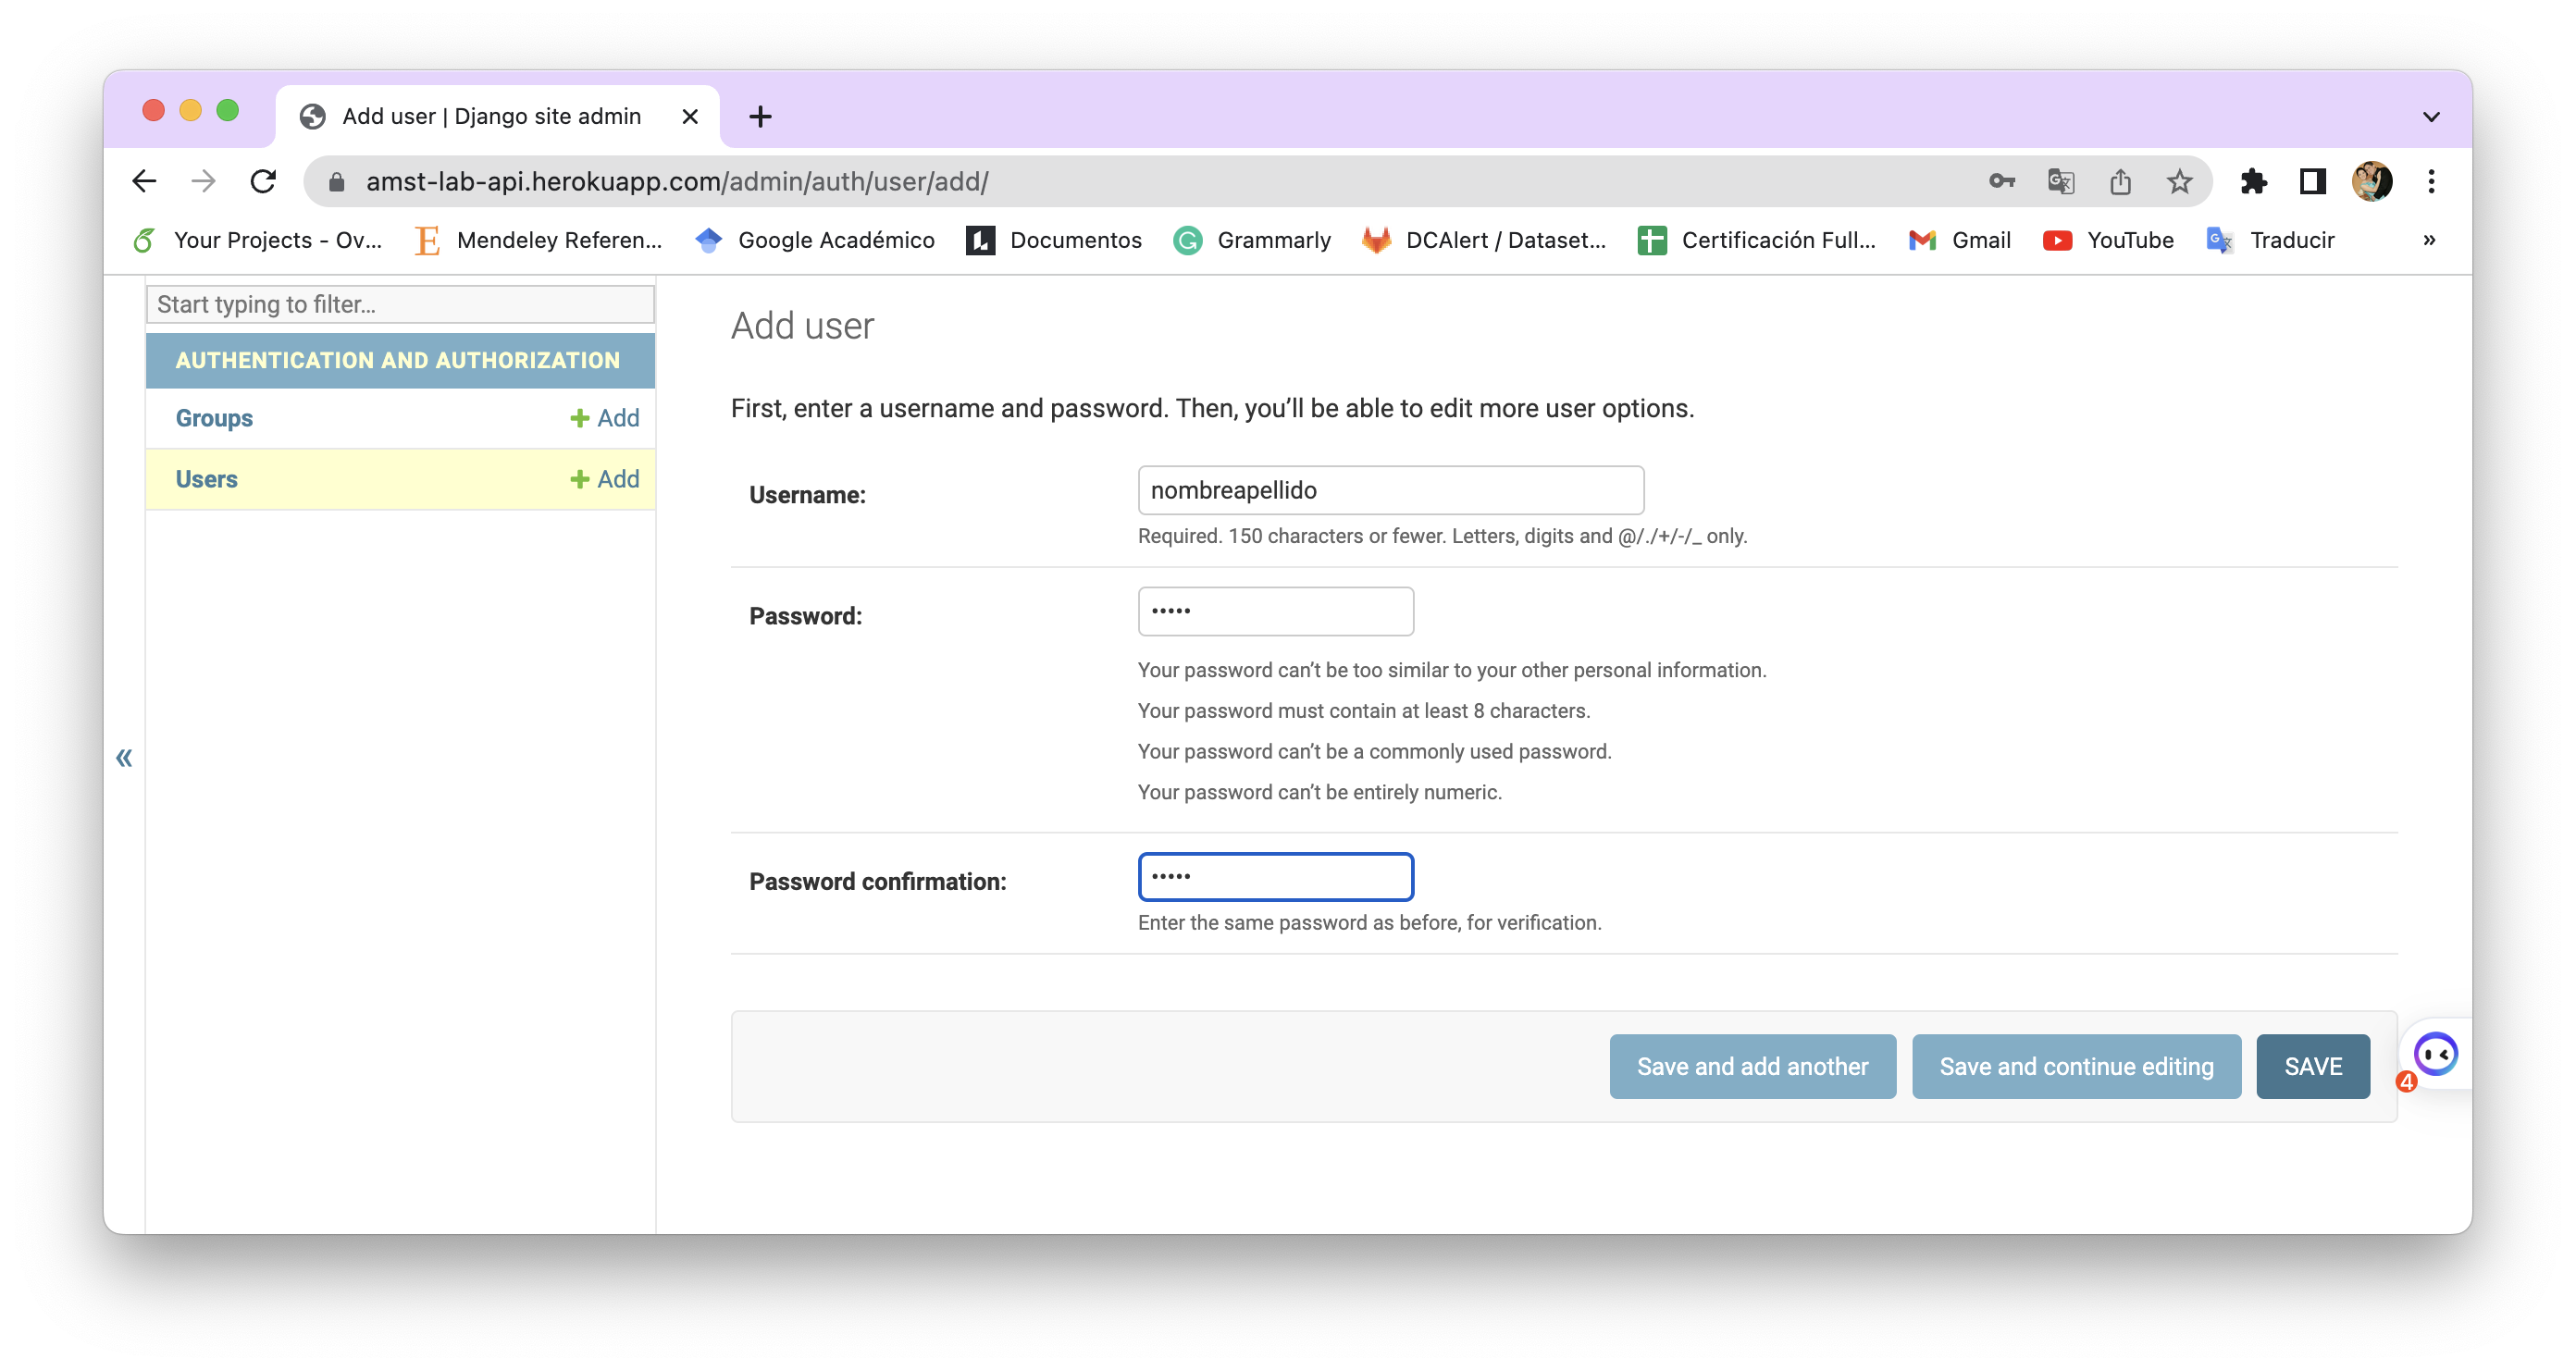 Add user | Django site admin
amst-lab-api.herokuapp.com/admin/auth/user/add/
Your Projects - Ov... Mendeley Referen... Google Académico Documentos Grammarly DCAlert / Dataset... Certificación Full... Gmail YouTube Traducir »
Start typing to filter...
AUTHENTICATION AND AUTHORIZATION
Groups + Add
Users + Add
«
Add user
First, enter a username and password. Then, you’ll be able to edit more user options.
Username: nombreapellido
Required. 150 characters or fewer. Letters, digits and @/./+/-/_ only.
Password: •••••
Your password can’t be too similar to your other personal information.
Your password must contain at least 8 characters.
Your password can’t be a commonly used password.
Your password can’t be entirely numeric.
Password confirmation: •••••
Enter the same password as before, for verification.
Save and add another Save and continue editing SAVE
4